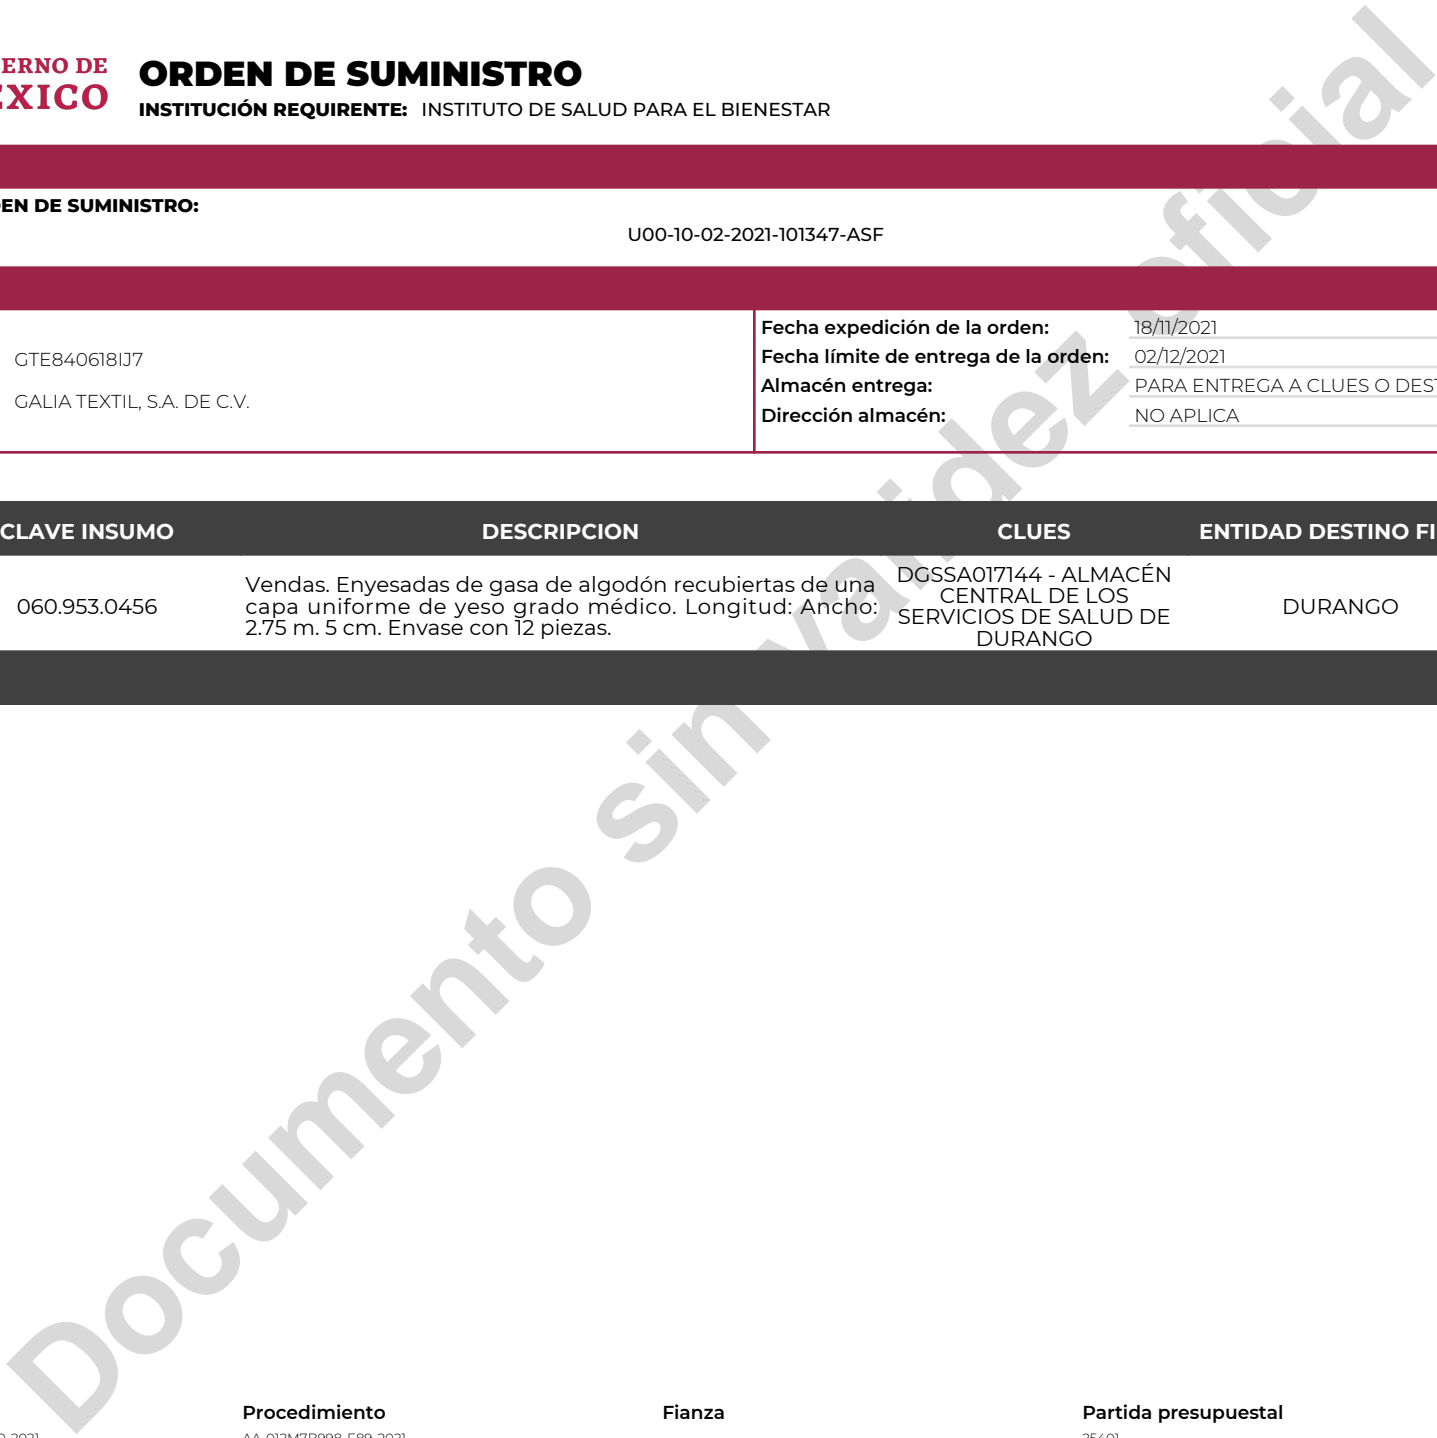 ERNO DE
EXICO
ORDEN DE SUMINISTRO
INSTITUCIÓN REQUIRENTE: INSTITUTO DE SALUD PARA EL BIENESTAR
EN DE SUMINISTRO:
U00-10-02-2021-101347-ASF
GTE840618IJ7
GALIA TEXTIL, S.A. DE C.V.
Fecha expedición de la orden: 18/11/2021
Fecha límite de entrega de la orden: 02/12/2021
Almacén entrega: PARA ENTREGA A CLUES O DEST
Dirección almacén: NO APLICA
CLAVE INSUMO DESCRIPCION CLUES ENTIDAD DESTINO FI
060.953.0456
Vendas. Enyesadas de gasa de algodón recubiertas de una
capa uniforme de yeso grado médico. Longitud: Ancho:
2.75 m. 5 cm. Envase con 12 piezas.
DGSSA017144 - ALMACÉN
CENTRAL DE LOS
SERVICIOS DE SALUD DE
DURANGO
DURANGO
Documento sin validez oficial
Procedimiento Fianza Partida presupuestal